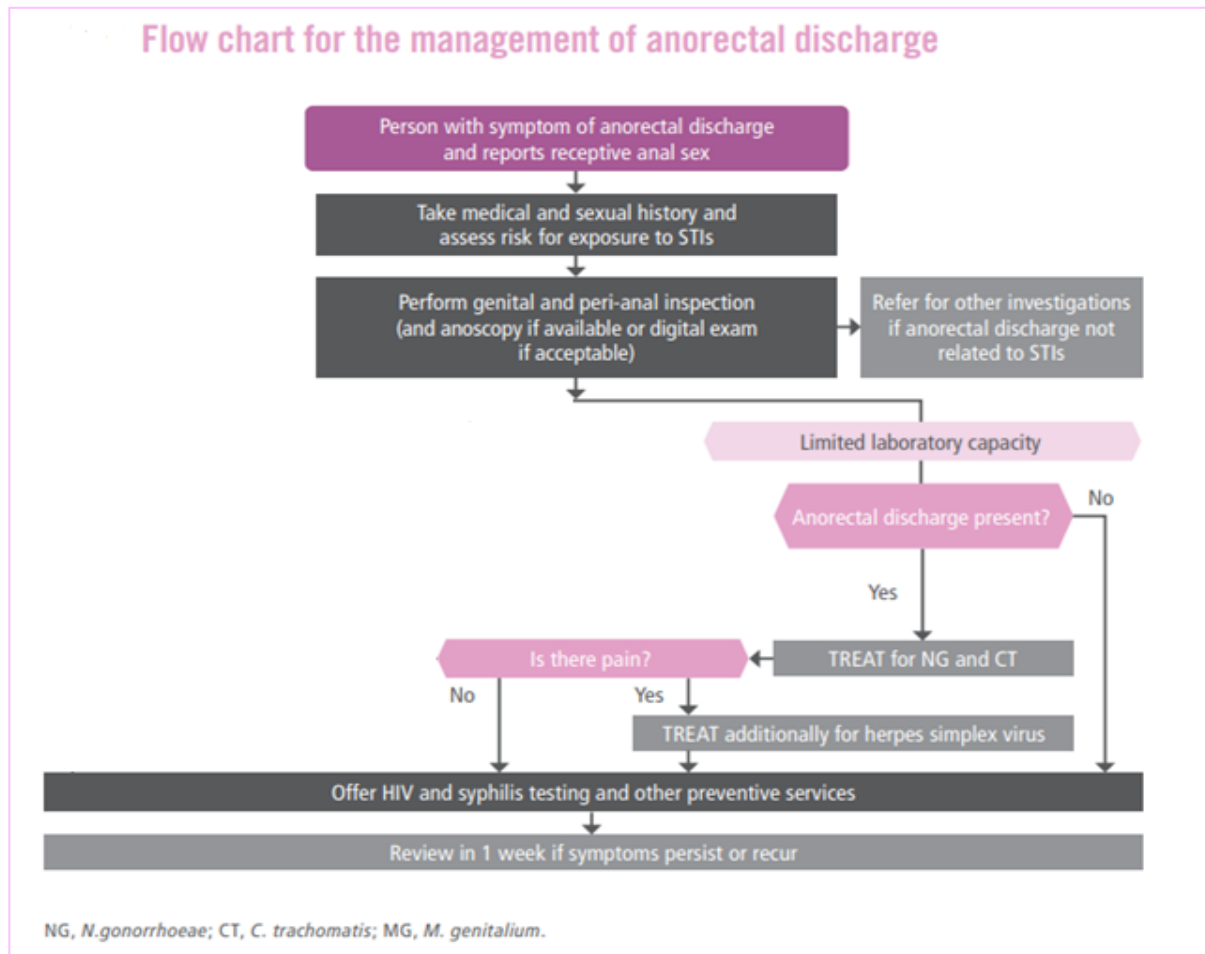 Flow chart for the management of anorectal discharge
Person with symptom of anorectal discharge
and reports receptive anal sex
Take medical and sexual history and
assess risk for exposure to STIs
Perform genital and peri-anal inspection
(and anoscopy if available or digital exam
if acceptable)
Refer for other investigations
if anorectal discharge not
related to STIs
Limited laboratory capacity
Anorectal discharge present?
No
Yes
TREAT for NG and CT
Is there pain?
No
Yes
TREAT additionally for herpes simplex virus
Offer HIV and syphilis testing and other preventive services
Review in 1 week if symptoms persist or recur
NG, N.gonorrhoeae; CT, C. trachomatis; MG, M. genitalium.